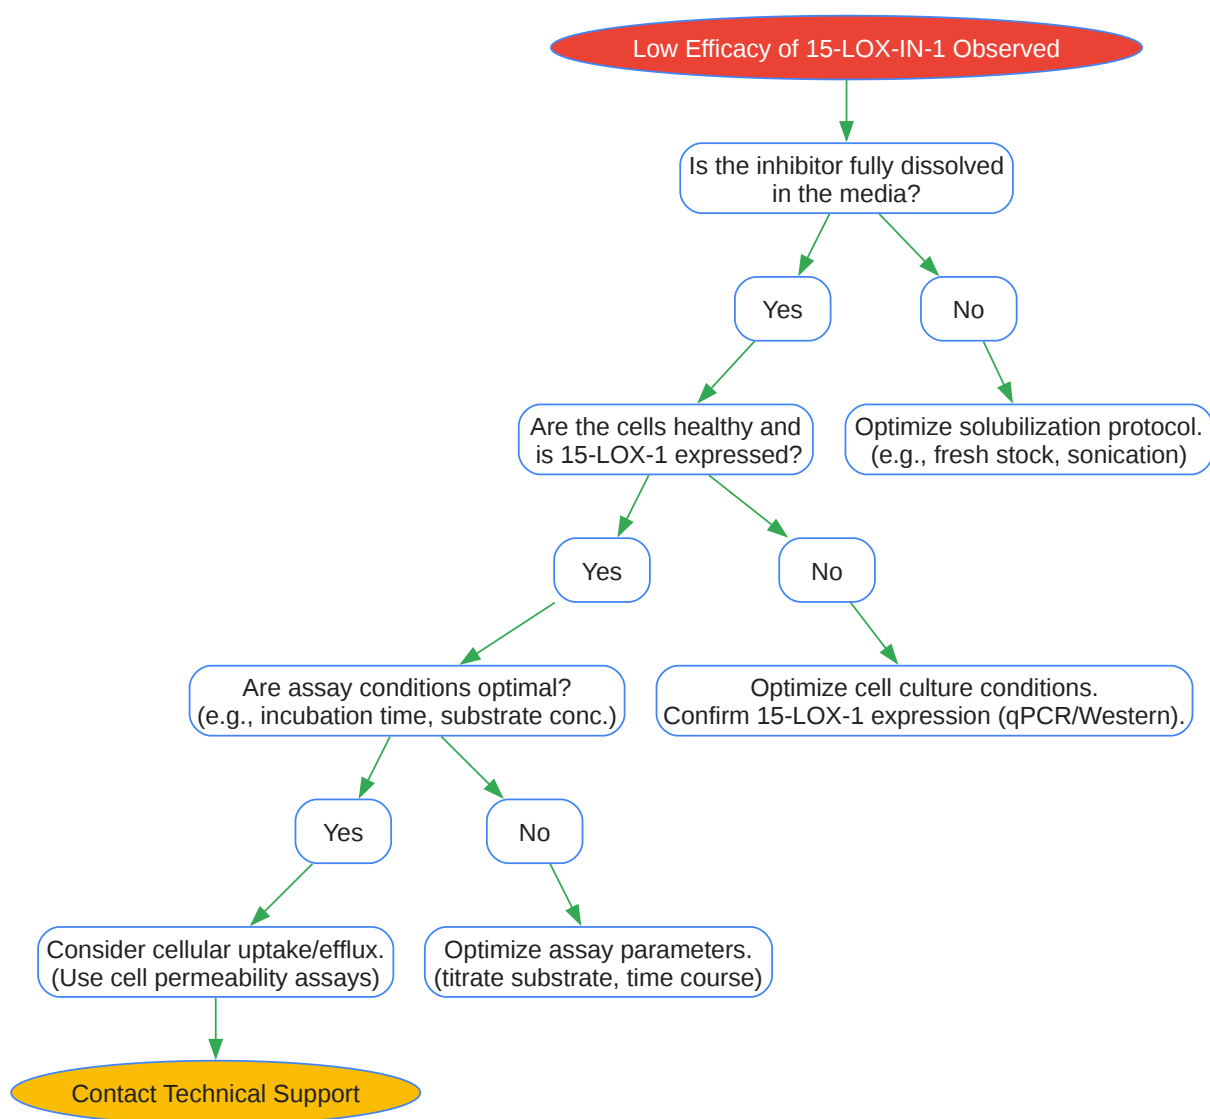 Low Efficacy of 15-LOX-IN-1 Observed
Is the inhibitor fully dissolved
in the media?
Yes
No
Are the cells healthy and
is 15-LOX-1 expressed?
Optimize solubilization protocol.
(e.g., fresh stock, sonication)
Yes
No
Are assay conditions optimal?
(e.g., incubation time, substrate conc.)
Optimize cell culture conditions.
Confirm 15-LOX-1 expression (qPCR/Western).
Yes
No
Consider cellular uptake/efflux.
(Use cell permeability assays)
Optimize assay parameters.
(titrate substrate, time course)
Contact Technical Support